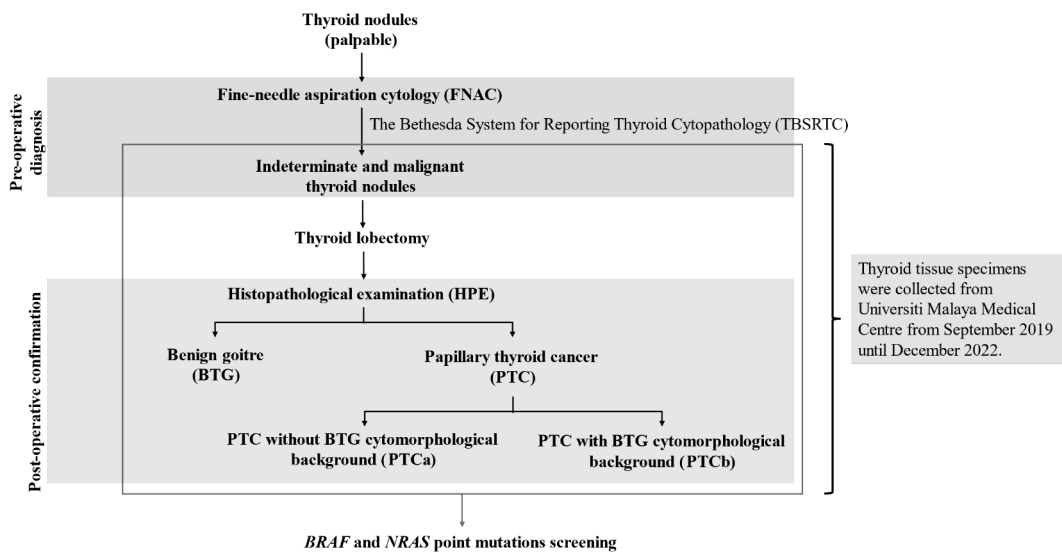 Thyroid nodules
(palpable)
Pre-operative
diagnosis
Fine-needle aspiration cytology (FNAC)
The Bethesda System for Reporting Thyroid Cytopathology (TBSRTC)
Indeterminate and malignant
thyroid nodules
Thyroid lobectomy
Post-operative confirmation
Histopathological examination (HPE)
Benign goitre
(BTG)
Papillary thyroid cancer
(PTC)
PTC without BTG cytomorphological
background (PTCa)
PTC with BTG cytomorphological
background (PTCb)
Thyroid tissue specimens
were collected from
Universiti Malaya Medical
Centre from September 2019
until December 2022.
BRAF and NRAS point mutations screening